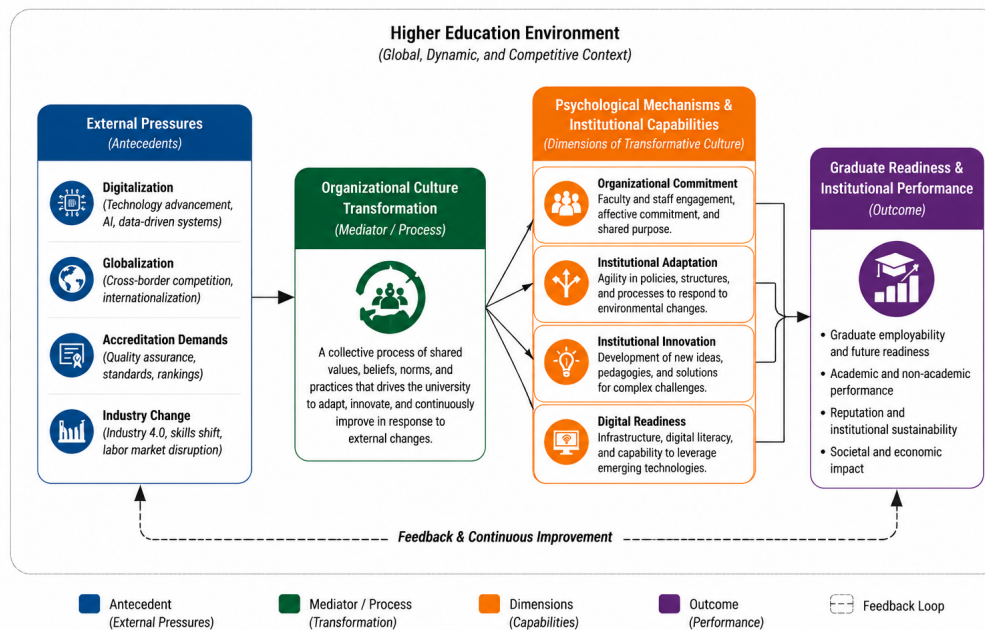 Higher Education Environment
(Global, Dynamic, and Competitive Context)
External Pressures
(Antecedents)
Digitalization
(Technology advancement,
AI, data-driven systems)
Globalization
(Cross-border competition,
internationalization)
Accreditation Demands
(Quality assurance,
standards, rankings)
Industry Change
(Industry 4.0, skills shift,
labor market disruption)
Organizational Culture
Transformation
(Mediator / Process)
A collective process of shared
values, beliefs, norms, and
practices that drives the university
to adapt, innovate, and continuously
improve in response to
external changes.
Psychological Mechanisms &
Institutional Capabilities
(Dimensions of Transformative Culture)
Organizational Commitment
Faculty and staff engagement,
affective commitment, and
shared purpose.
Institutional Adaptation
Agility in policies, structures,
and processes to respond to
environmental changes.
Institutional Innovation
Development of new ideas,
pedagogies, and solutions
for complex challenges.
Digital Readiness
Infrastructure, digital literacy,
and capability to leverage
emerging technologies.
Graduate Readiness &
Institutional Performance
(Outcome)
• Graduate employability
and future readiness
• Academic and non-academic
performance
• Reputation and
institutional sustainability
• Societal and economic
impact
Feedback & Continuous Improvement
Antecedent
(External Pressures)
Mediator / Process
(Transformation)
Dimensions
(Capabilities)
Outcome
(Performance)
Feedback Loop